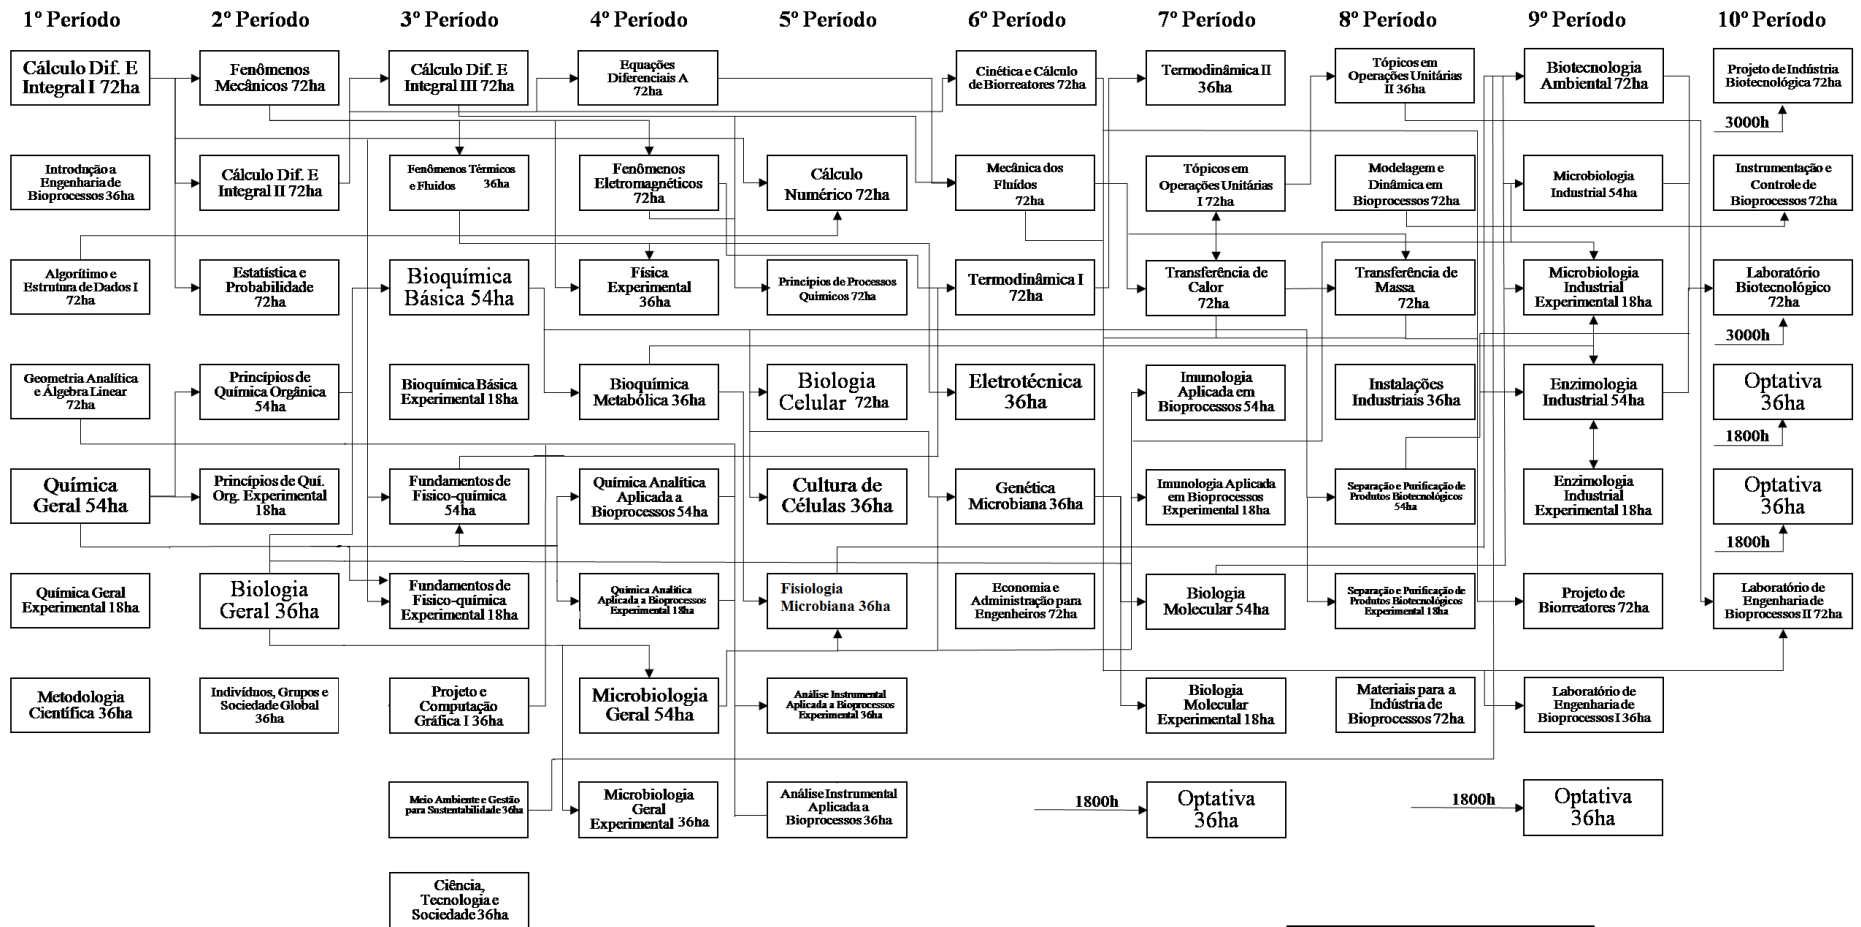 1º Período
2º Período
3º Período
4º Período
5º Período
6º Período
7º Período
8º Período
9º Período
10º Período
Cálculo Dif. E
Integral I 72ha
Fenômenos
Mecânicos 72ha
Cálculo Dif. E
Integral III 72ha
Equações
Diferenciais A
72ha
Cinética e Cálculo
de Biorreatores 72ha
Termodinâmica II
36ha
Tópicos em
Operações Unitárias
II 36ha
Biotecnologia
Ambiental 72ha
Projeto de Indústria
Biotecnológica 72ha
3000h
Introdução a
Engenharia de
Bioprocessos 36ha
Cálculo Dif. E
Integral II 72ha
Fenômenos Térmicos
e Fluidos 36ha
Fenômenos
Eletromagnéticos
72ha
Cálculo
Numérico 72ha
Mecânica dos
Fluídos
72ha
Tópicos em
Operações Unitárias
I 72ha
Modelagem e
Dinâmica em
Bioprocessos 72ha
Microbiologia
Industrial 54ha
Instrumentação e
Controle de
Bioprocessos 72ha
Algorítimo e
Estrutura de Dados I
72ha
Estatística e
Probabilidade
72ha
Bioquímica
Básica 54ha
Física
Experimental
36ha
Princípios de Processos
Químicos 72ha
Termodinâmica I
72ha
Transferência de
Calor
72ha
Transferência de
Massa
72ha
Microbiologia
Industrial
Experimental 18ha
Laboratório
Biotecnológico
72ha
3000h
Geometria Analítica
e Álgebra Linear
72ha
Princípios de
Química Orgânica
54ha
Bioquímica Básica
Experimental 18ha
Bioquímica
Metabólica 36ha
Biologia
Celular 72ha
Eletrotécnica
36ha
Imunologia
Aplicada em
Bioprocessos 54ha
Instalações
Industriais 36ha
Enzimologia
Industrial 54ha
Optativa
36ha
1800h
Química
Geral 54ha
Princípios de Quí.
Org. Experimental
18ha
Fundamentos de
Fisico-química
54ha
Química Analítica
Aplicada a
Bioprocessos 54ha
Cultura de
Células 36ha
Genética
Microbiana 36ha
Imunologia Aplicada
em Bioprocessos
Experimental 18ha
Separação e Purificação de
Produtos Biotecnológicos
54ha
Enzimologia
Industrial
Experimental 18ha
Optativa
36ha
1800h
Química Geral
Experimental 18ha
Biologia
Geral 36ha
Fundamentos de
Fisico-química
Experimental 18ha
Química Analítica
Aplicada a Bioprocessos
Experimental 18ha
Fisiologia
Microbiana 36ha
Economia e
Administração para
Engenheiros 72ha
Biologia
Molecular 54ha
Separação e Purificação de
Produtos Biotecnológicos
Experimental 18ha
Projeto de
Biorreatores 72ha
Laboratório de
Engenharia de
Bioprocessos II 72ha
Metodologia
Científica 36ha
Indivíduos, Grupos e
Sociedade Global
36ha
Projeto e
Computação
Gráfica I 36ha
Microbiologia
Geral 54ha
Análise Instrumental
Aplicada a Bioprocessos
Experimental 36ha
Biologia
Molecular
Experimental 18ha
Materiais para a
Indústria de
Bioprocessos 72ha
Laboratório de
Engenharia de
Bioprocessos I 36ha
Meio Ambiente e Gestão
para Sustentabilidade 36ha
Microbiologia
Geral
Experimental 36ha
Análise Instrumental
Aplicada a
Bioprocessos 36ha
1800h
Optativa
36ha
1800h
Optativa
36ha
Ciência,
Tecnologia e
Sociedade 36ha